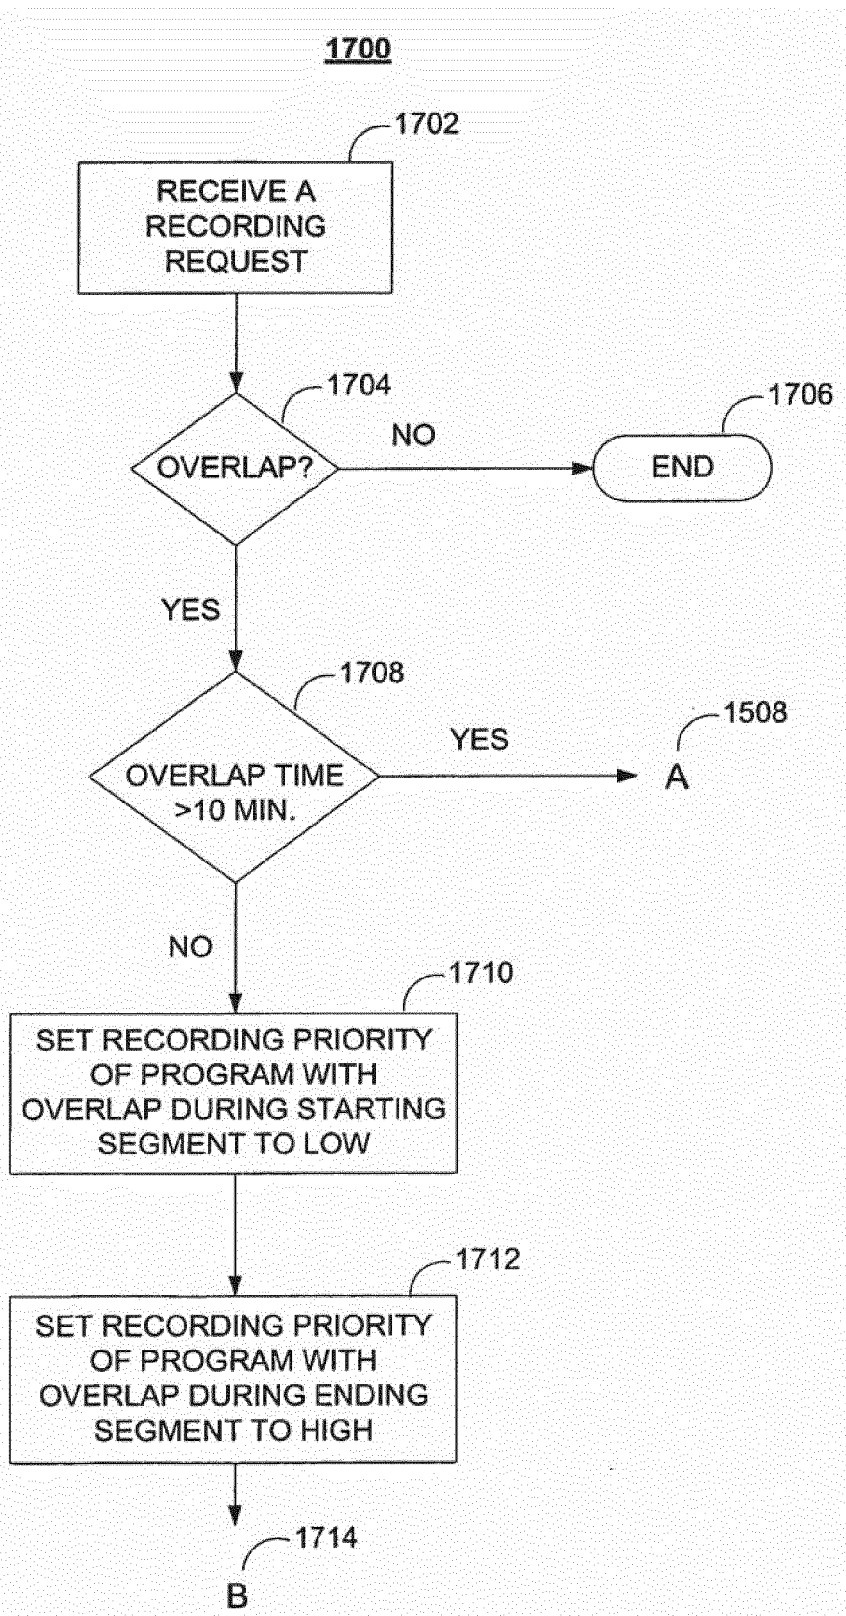 1700
1702
RECEIVE A
RECORDING
REQUEST
1704
OVERLAP?
NO
1706
END
YES
1708
OVERLAP TIME
>10 MIN.
YES
1508
A
NO
1710
SET RECORDING PRIORITY
OF PROGRAM WITH
OVERLAP DURING STARTING
SEGMENT TO LOW
1712
SET RECORDING PRIORITY
OF PROGRAM WITH
OVERLAP DURING ENDING
SEGMENT TO HIGH
1714
B